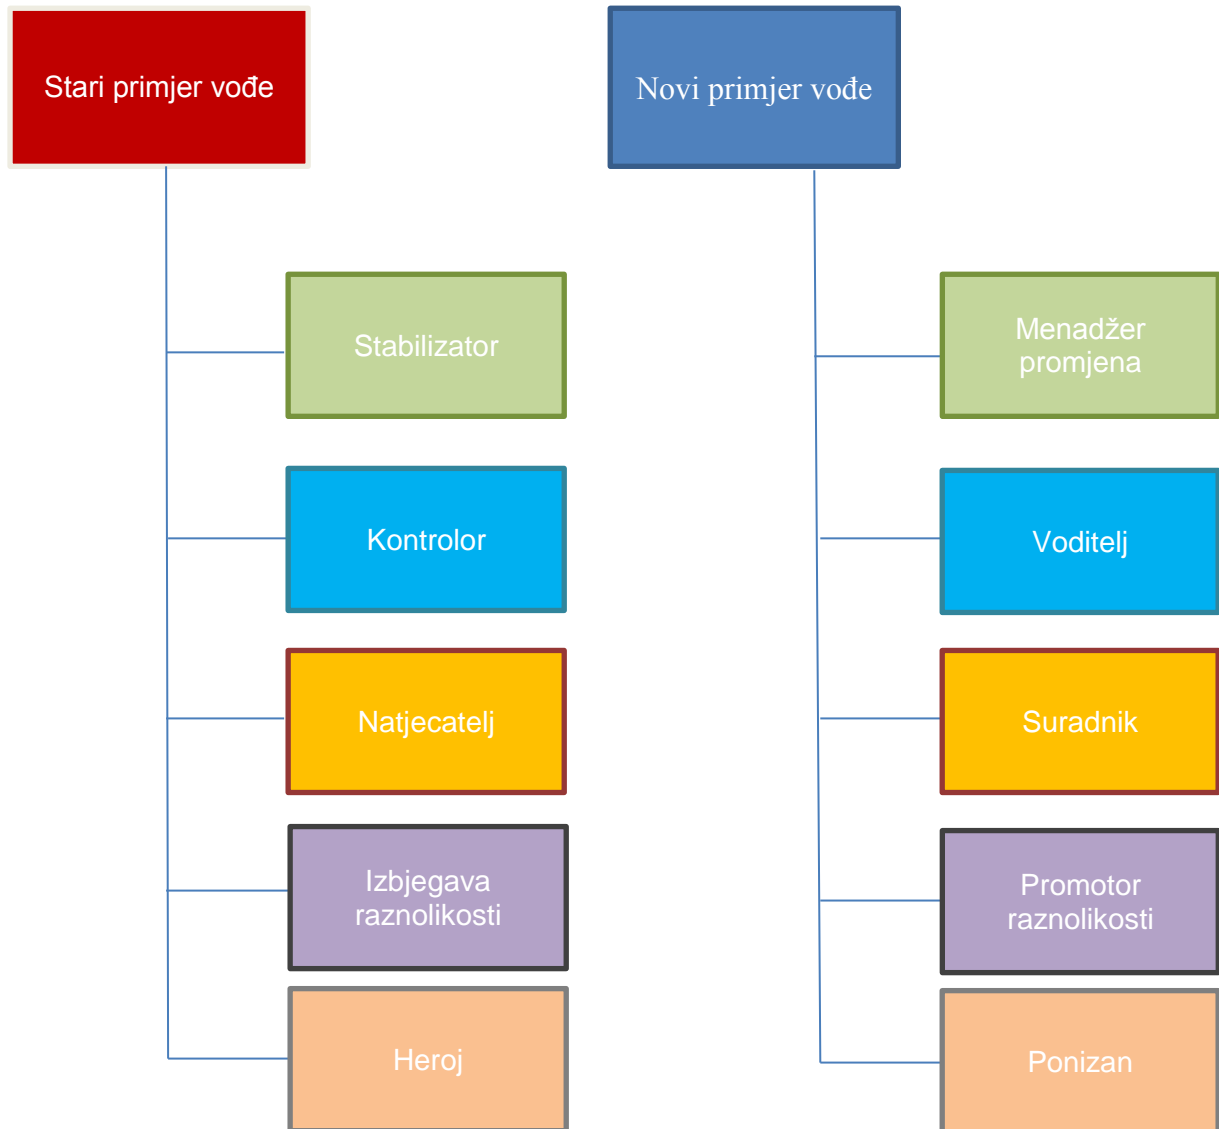 Stari primjer vođe
Novi primjer vođe
Stabilizator
Menadžer
promjena
Kontrolor
Voditelj
Natjecatelj
Suradnik
Izbjegava
raznolikosti
Promotor
raznolikosti
Heroj
Ponizan